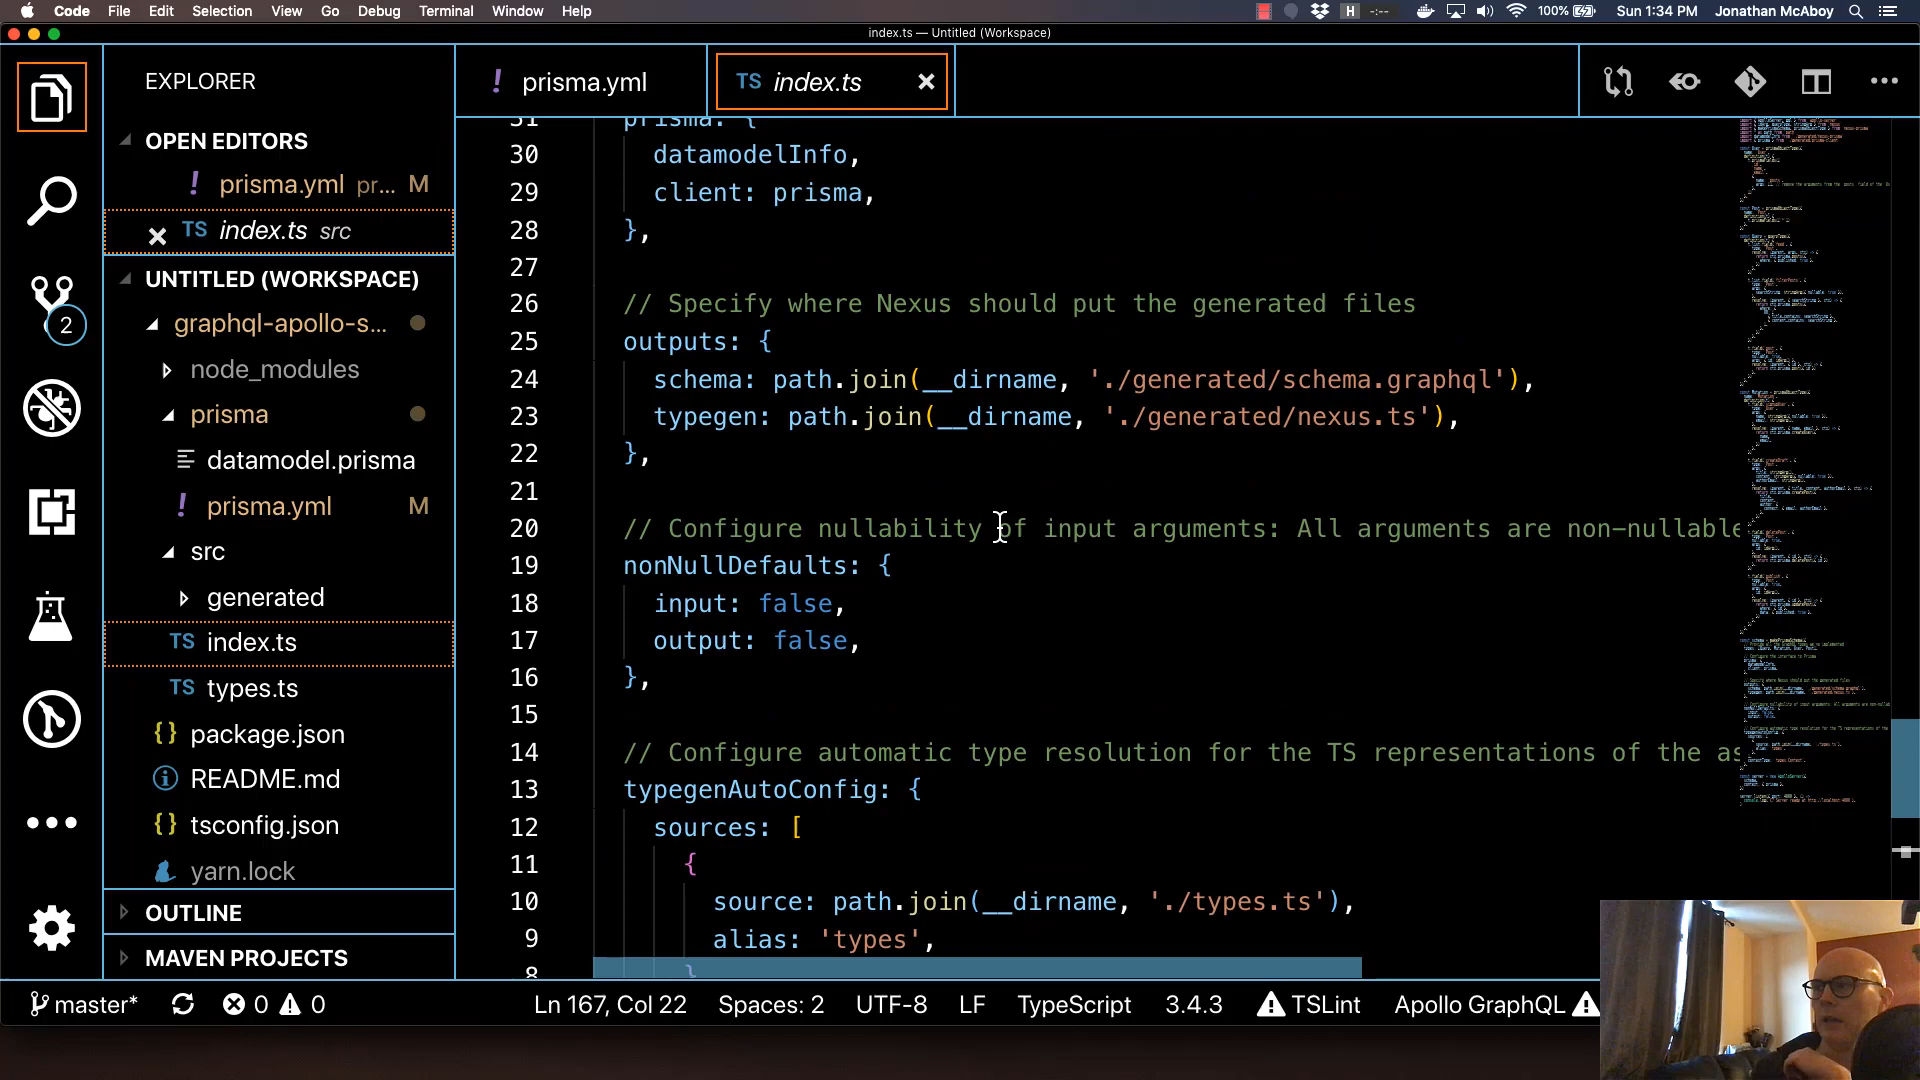 Code File Edit Selection View Go Debug Terminal Window Help
H -:-- 100% Sun 1:34 PM Jonathan McAboy
index.ts — Untitled (Workspace)
EXPLORER
OPEN EDITORS
! prisma.yml pr... M
TS index.ts src
UNTITLED (WORKSPACE)
graphql-apollo-s...
node_modules
prisma
datamodel.prisma
! prisma.yml M
src
generated
TS index.ts
TS types.ts
{} package.json
README.md
{} tsconfig.json
yarn.lock
OUTLINE
MAVEN PROJECTS
2
! prisma.yml
TS index.ts
31 prisma: {
30 datamodelInfo,
29 client: prisma,
28 },
27
26 // Specify where Nexus should put the generated files
25 outputs: {
24 schema: path.join(__dirname, './generated/schema.graphql'),
23 typegen: path.join(__dirname, './generated/nexus.ts'),
22 },
21
20 // Configure nullability of input arguments: All arguments are non-nullable
19 nonNullDefaults: {
18 input: false,
17 output: false,
16 },
15
14 // Configure automatic type resolution for the TS representations of the as
13 typegenAutoConfig: {
12 sources: [
11 {
10 source: path.join(__dirname, './types.ts'),
9 alias: 'types',
8 }
master* 0 0 Ln 167, Col 22 Spaces: 2 UTF-8 LF TypeScript 3.4.3 TSLint Apollo GraphQL